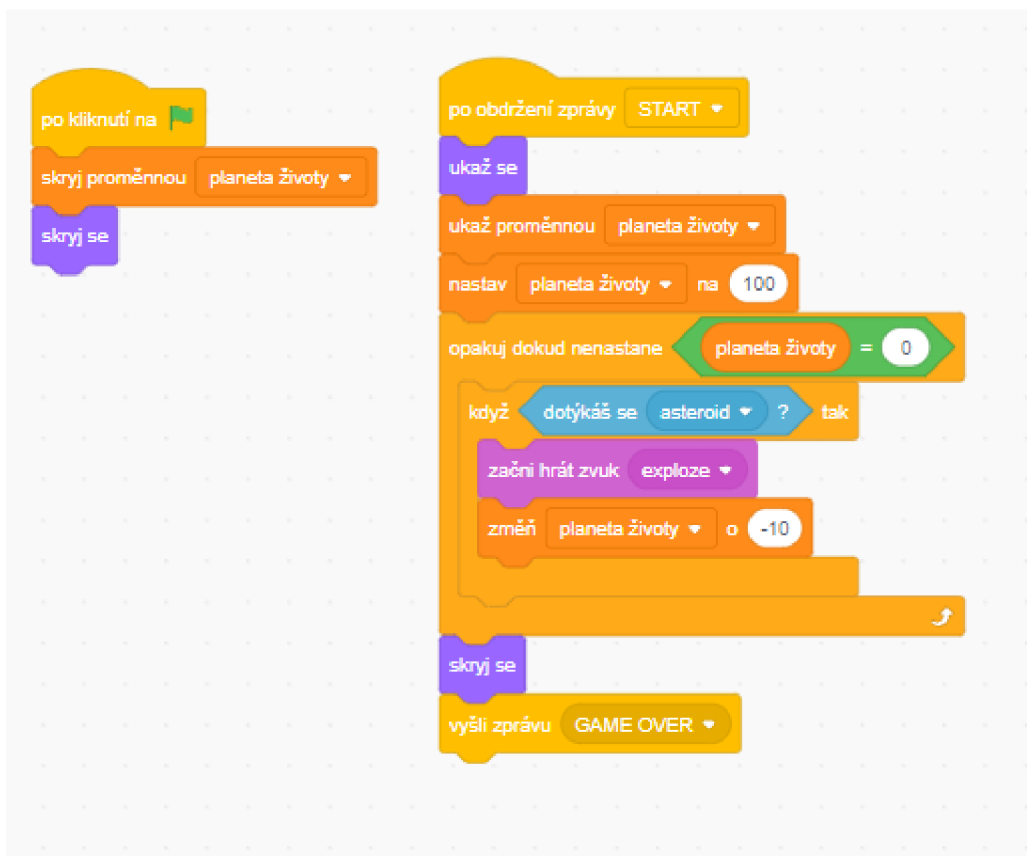 po kliknutí na
skryj proměnnou planeta životy
skryj se
po obdržení zprávy START
ukaž se
ukaž proměnnou planeta životy
nastav planeta životy na 100
opakuj dokud nenastane planeta životy = 0
když dotýkáš se asteroid ? tak
začni hrát zvuk exploze
změň planeta životy o -10
skryj se
vyšli zprávu GAME OVER